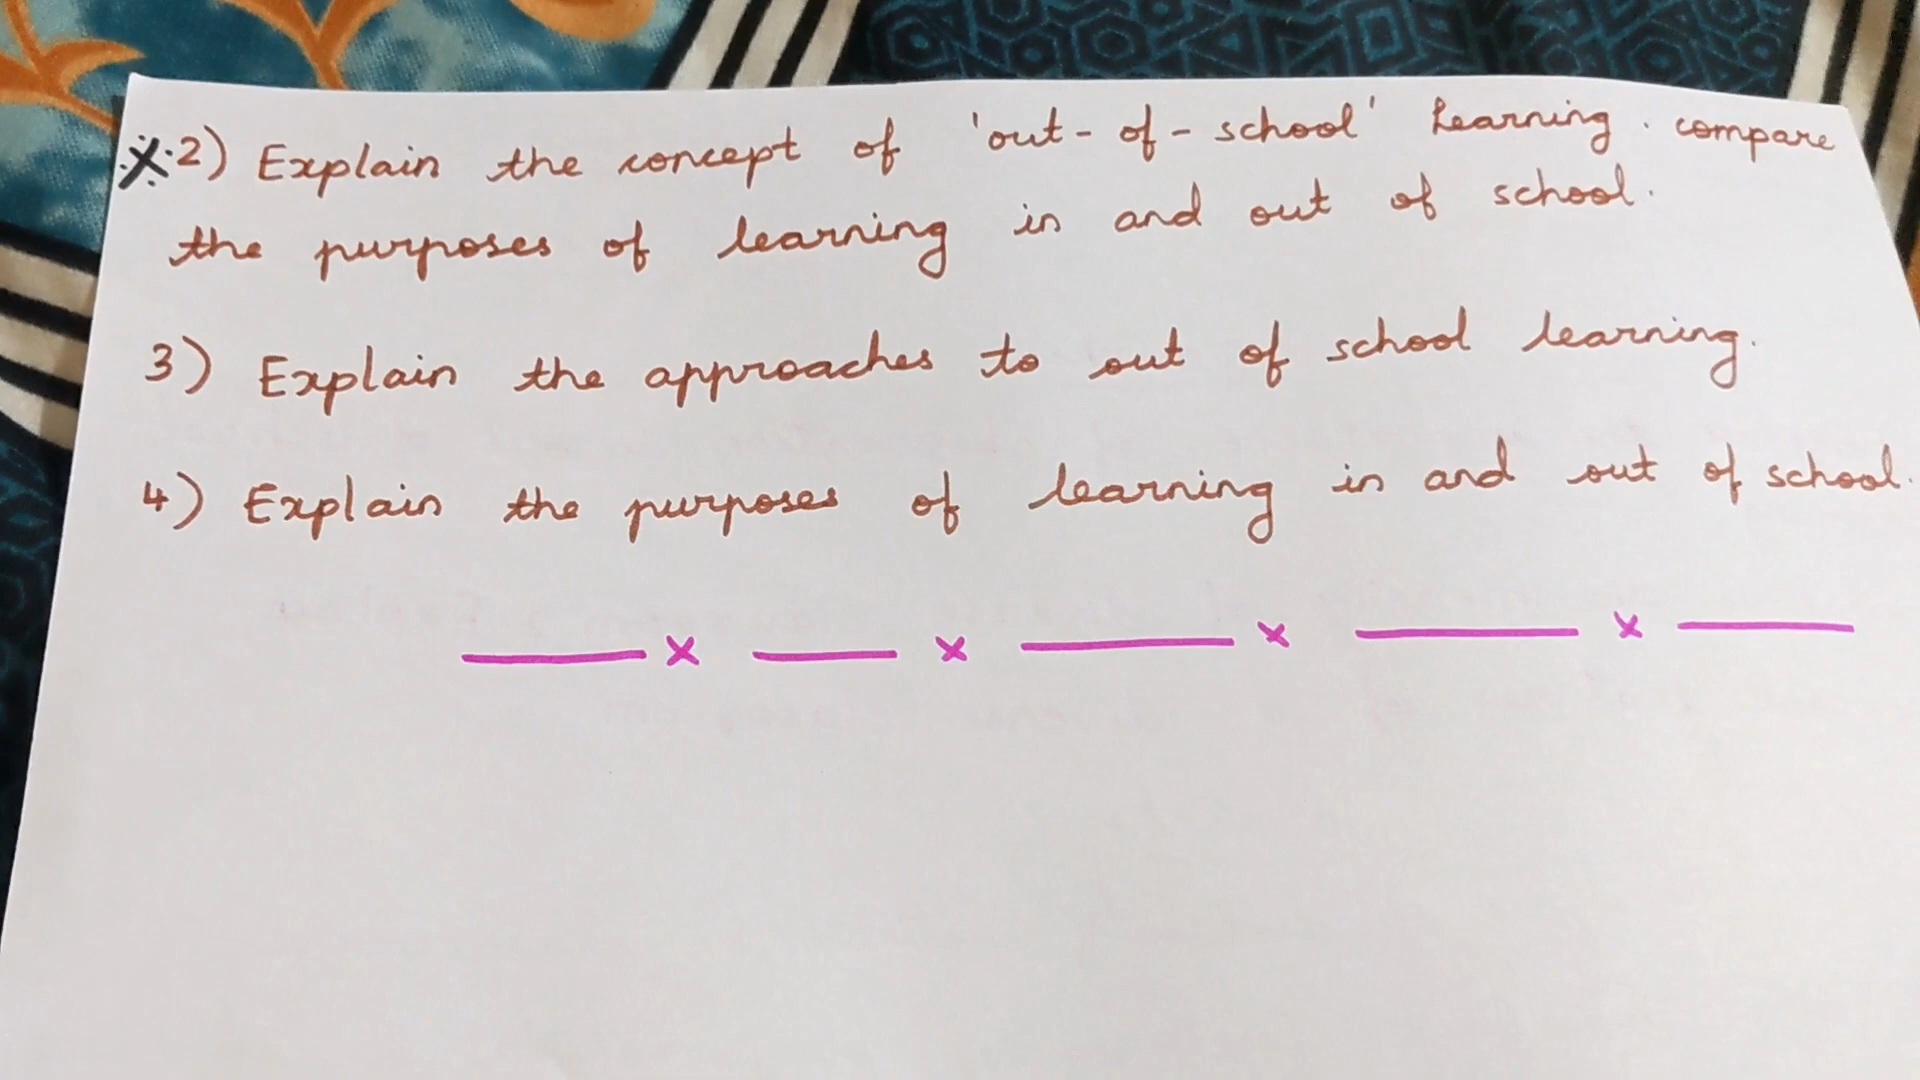 ※2) Explain the concept of 'out-of-school' Learning. compare
the purposes of learning in and out of school.
3) Explain the approaches to out of school learning.
4) Explain the purposes of learning in and out of school.
— x — x — x — x —